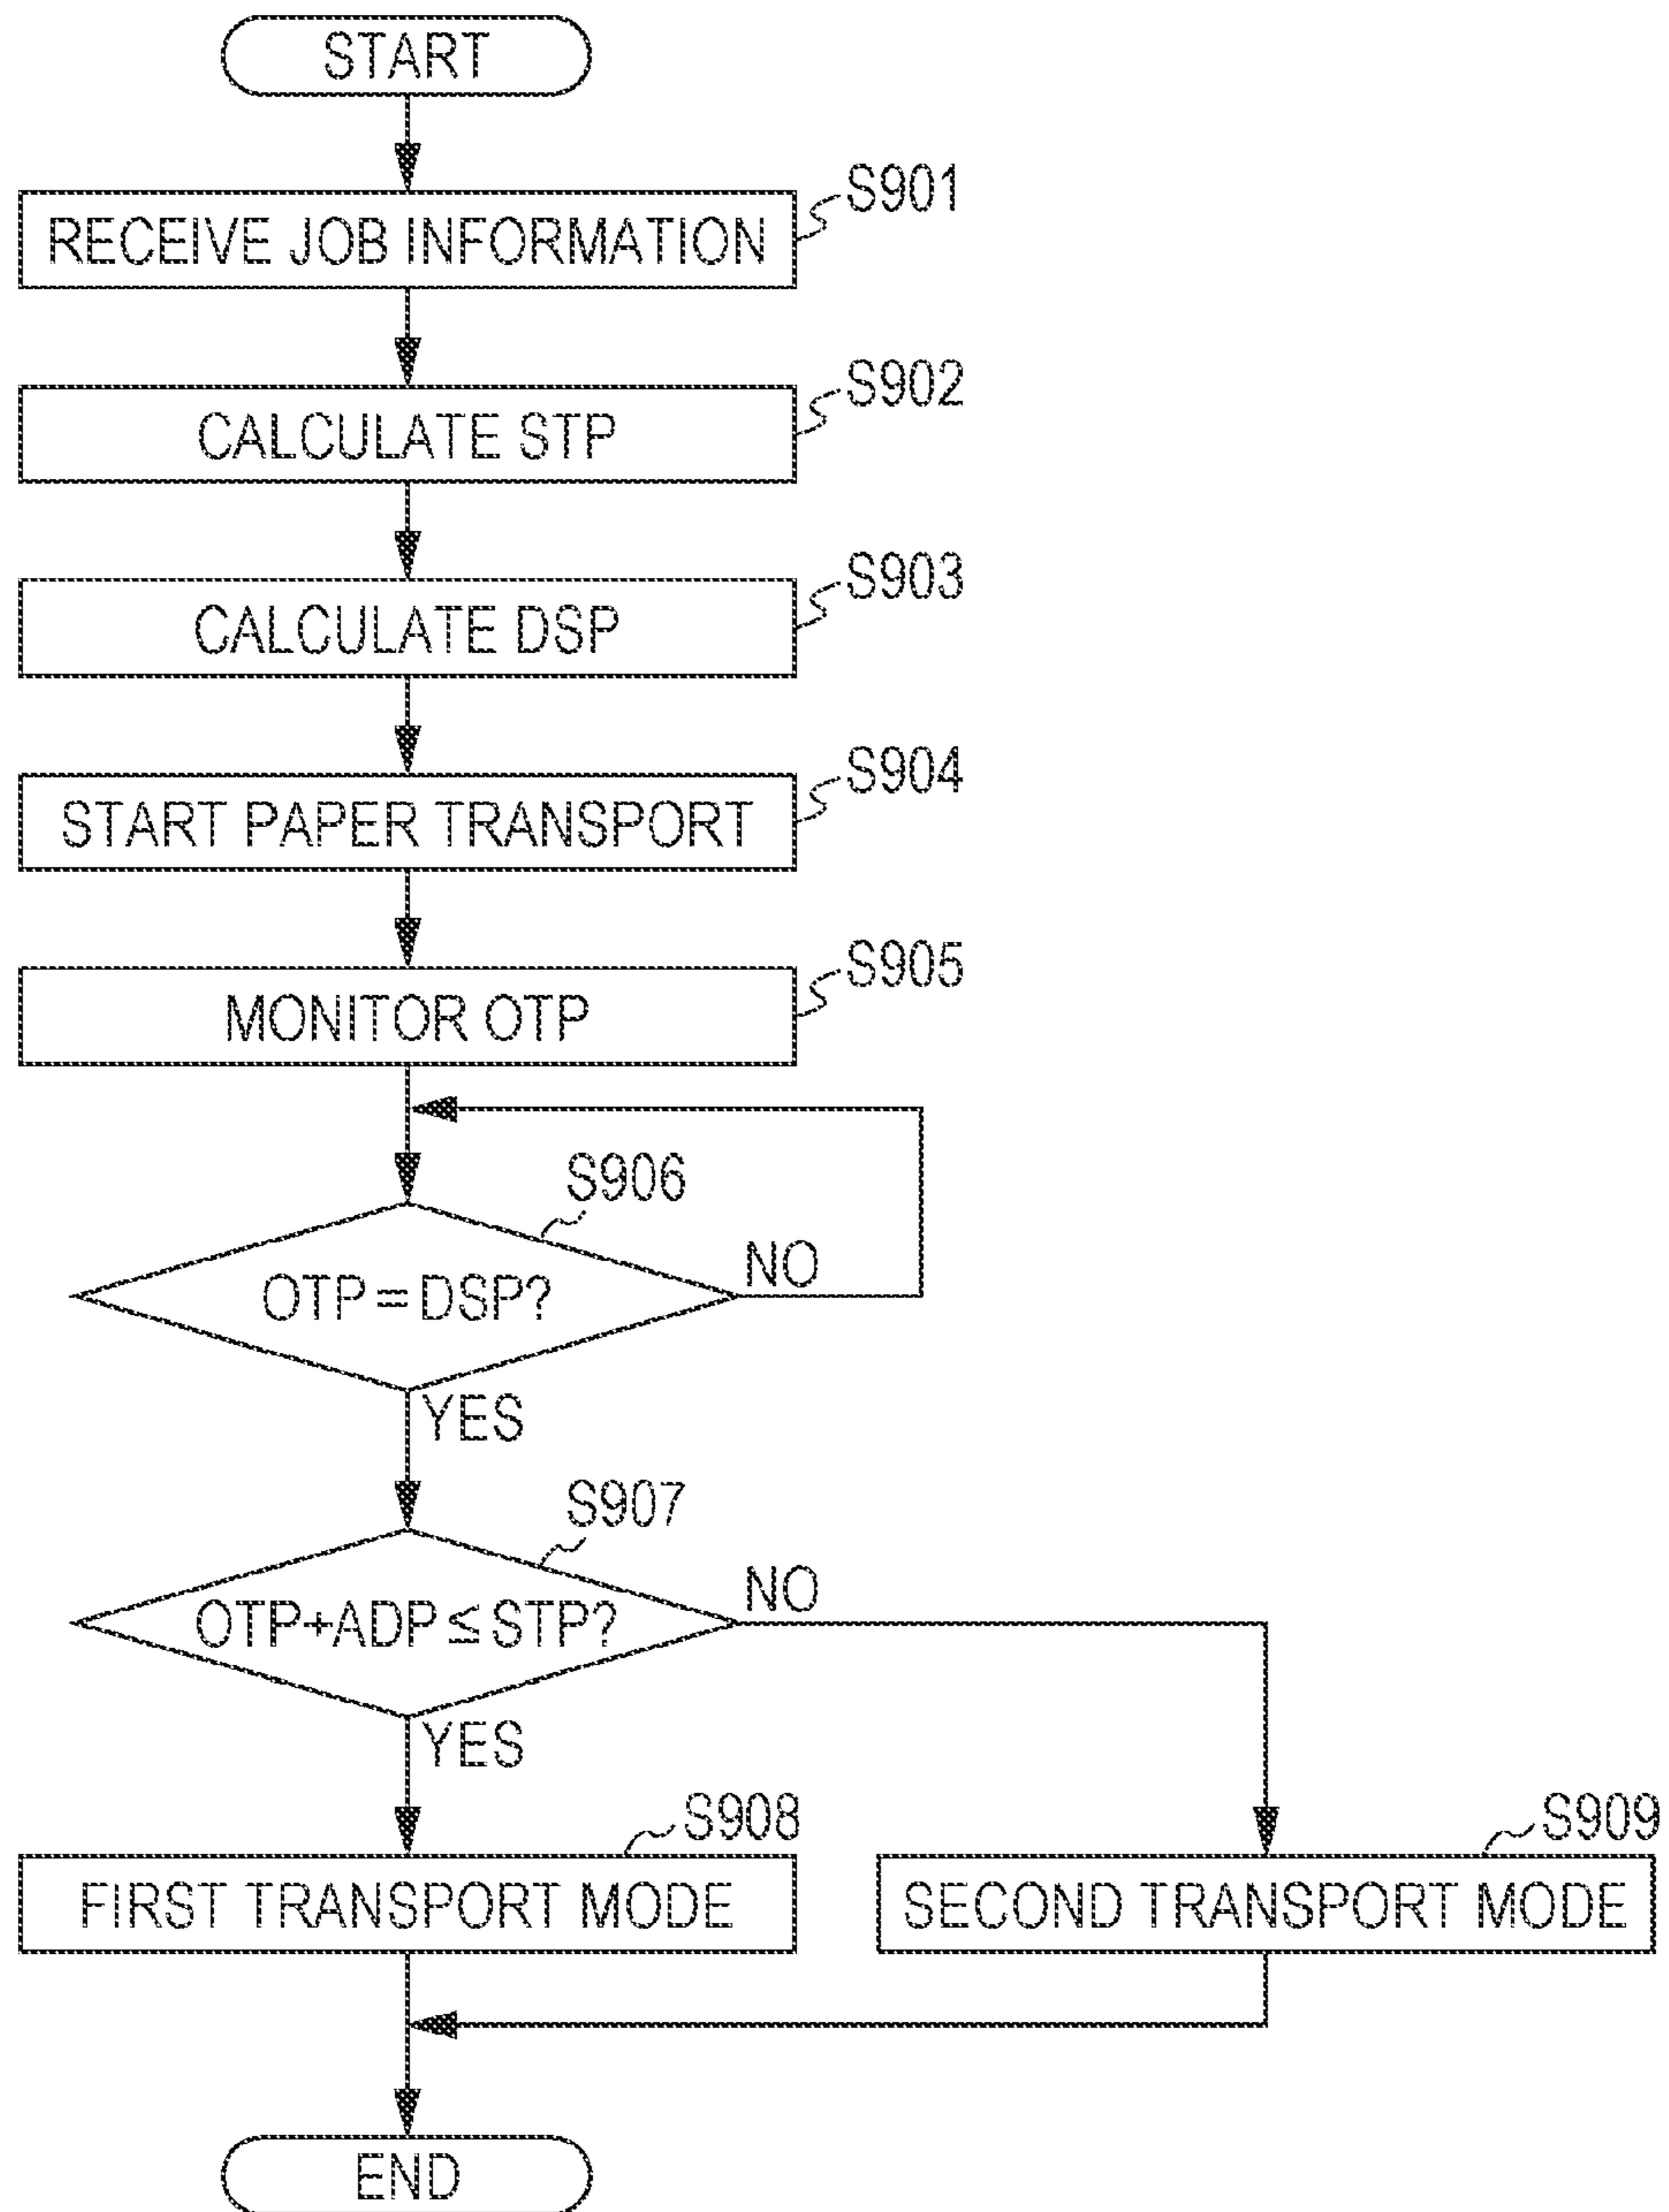 START
RECEIVE JOB INFORMATION
S901
CALCULATE STP
S902
CALCULATE DSP
S903
START PAPER TRANSPORT
S904
MONITOR OTP
S905
S906
OTP = DSP?
NO
YES
S907
OTP+ADP ≤ STP?
NO
YES
S908
FIRST TRANSPORT MODE
S909
SECOND TRANSPORT MODE
END